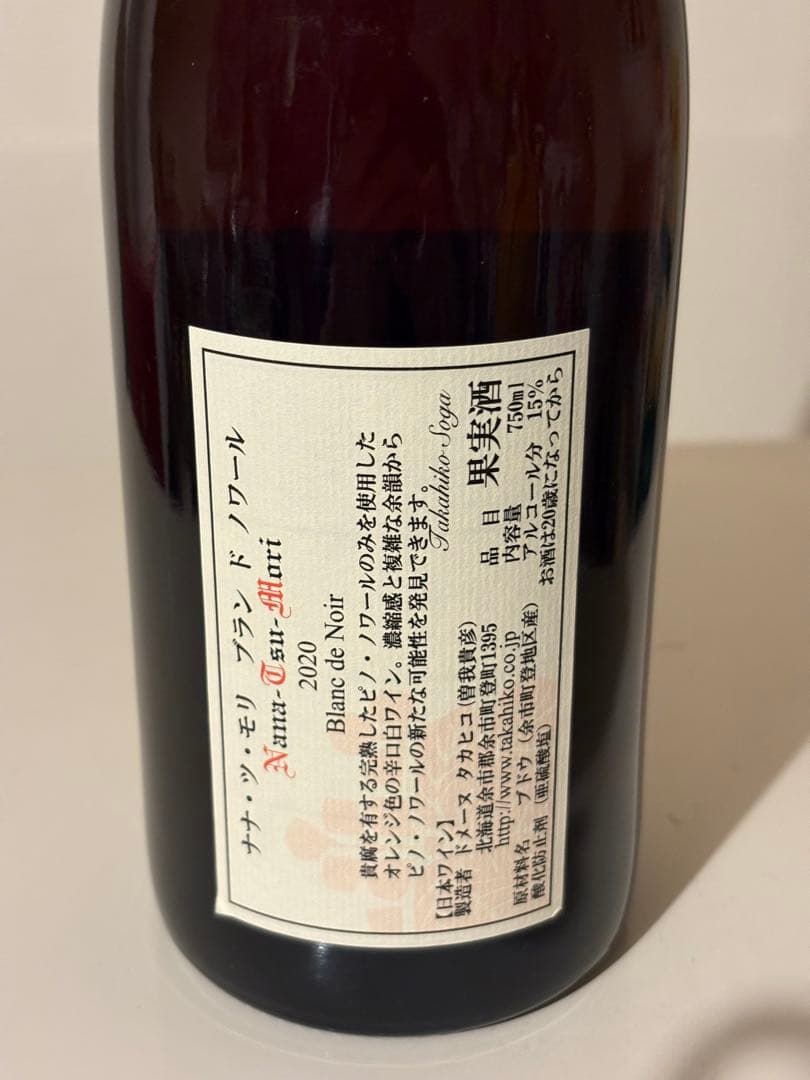 ナナ・ツ・モリ ブラン ド ノワール
Nana-Tsu-Mori
2020
Blanc de Noir
貴腐を有する完熟したピノ・ノワールのみを使用した
オレンジ色の辛口白ワイン。濃縮感と複雑な余韻から
ピノ・ノワールの新たな可能性を発見できます。
Takahiko Soga
【日本ワイン】
製造者 ドメーヌ タカヒコ(曽我貴彦)
北海道余市郡余市町登町1395
http://www.takahiko.co.jp
原材料名 ブドウ (余市町登地区産)
酸化防止剤 (亜硫酸塩)
品目 果実酒
内容量 750ml
アルコール分 15%
お酒は20歳になってから